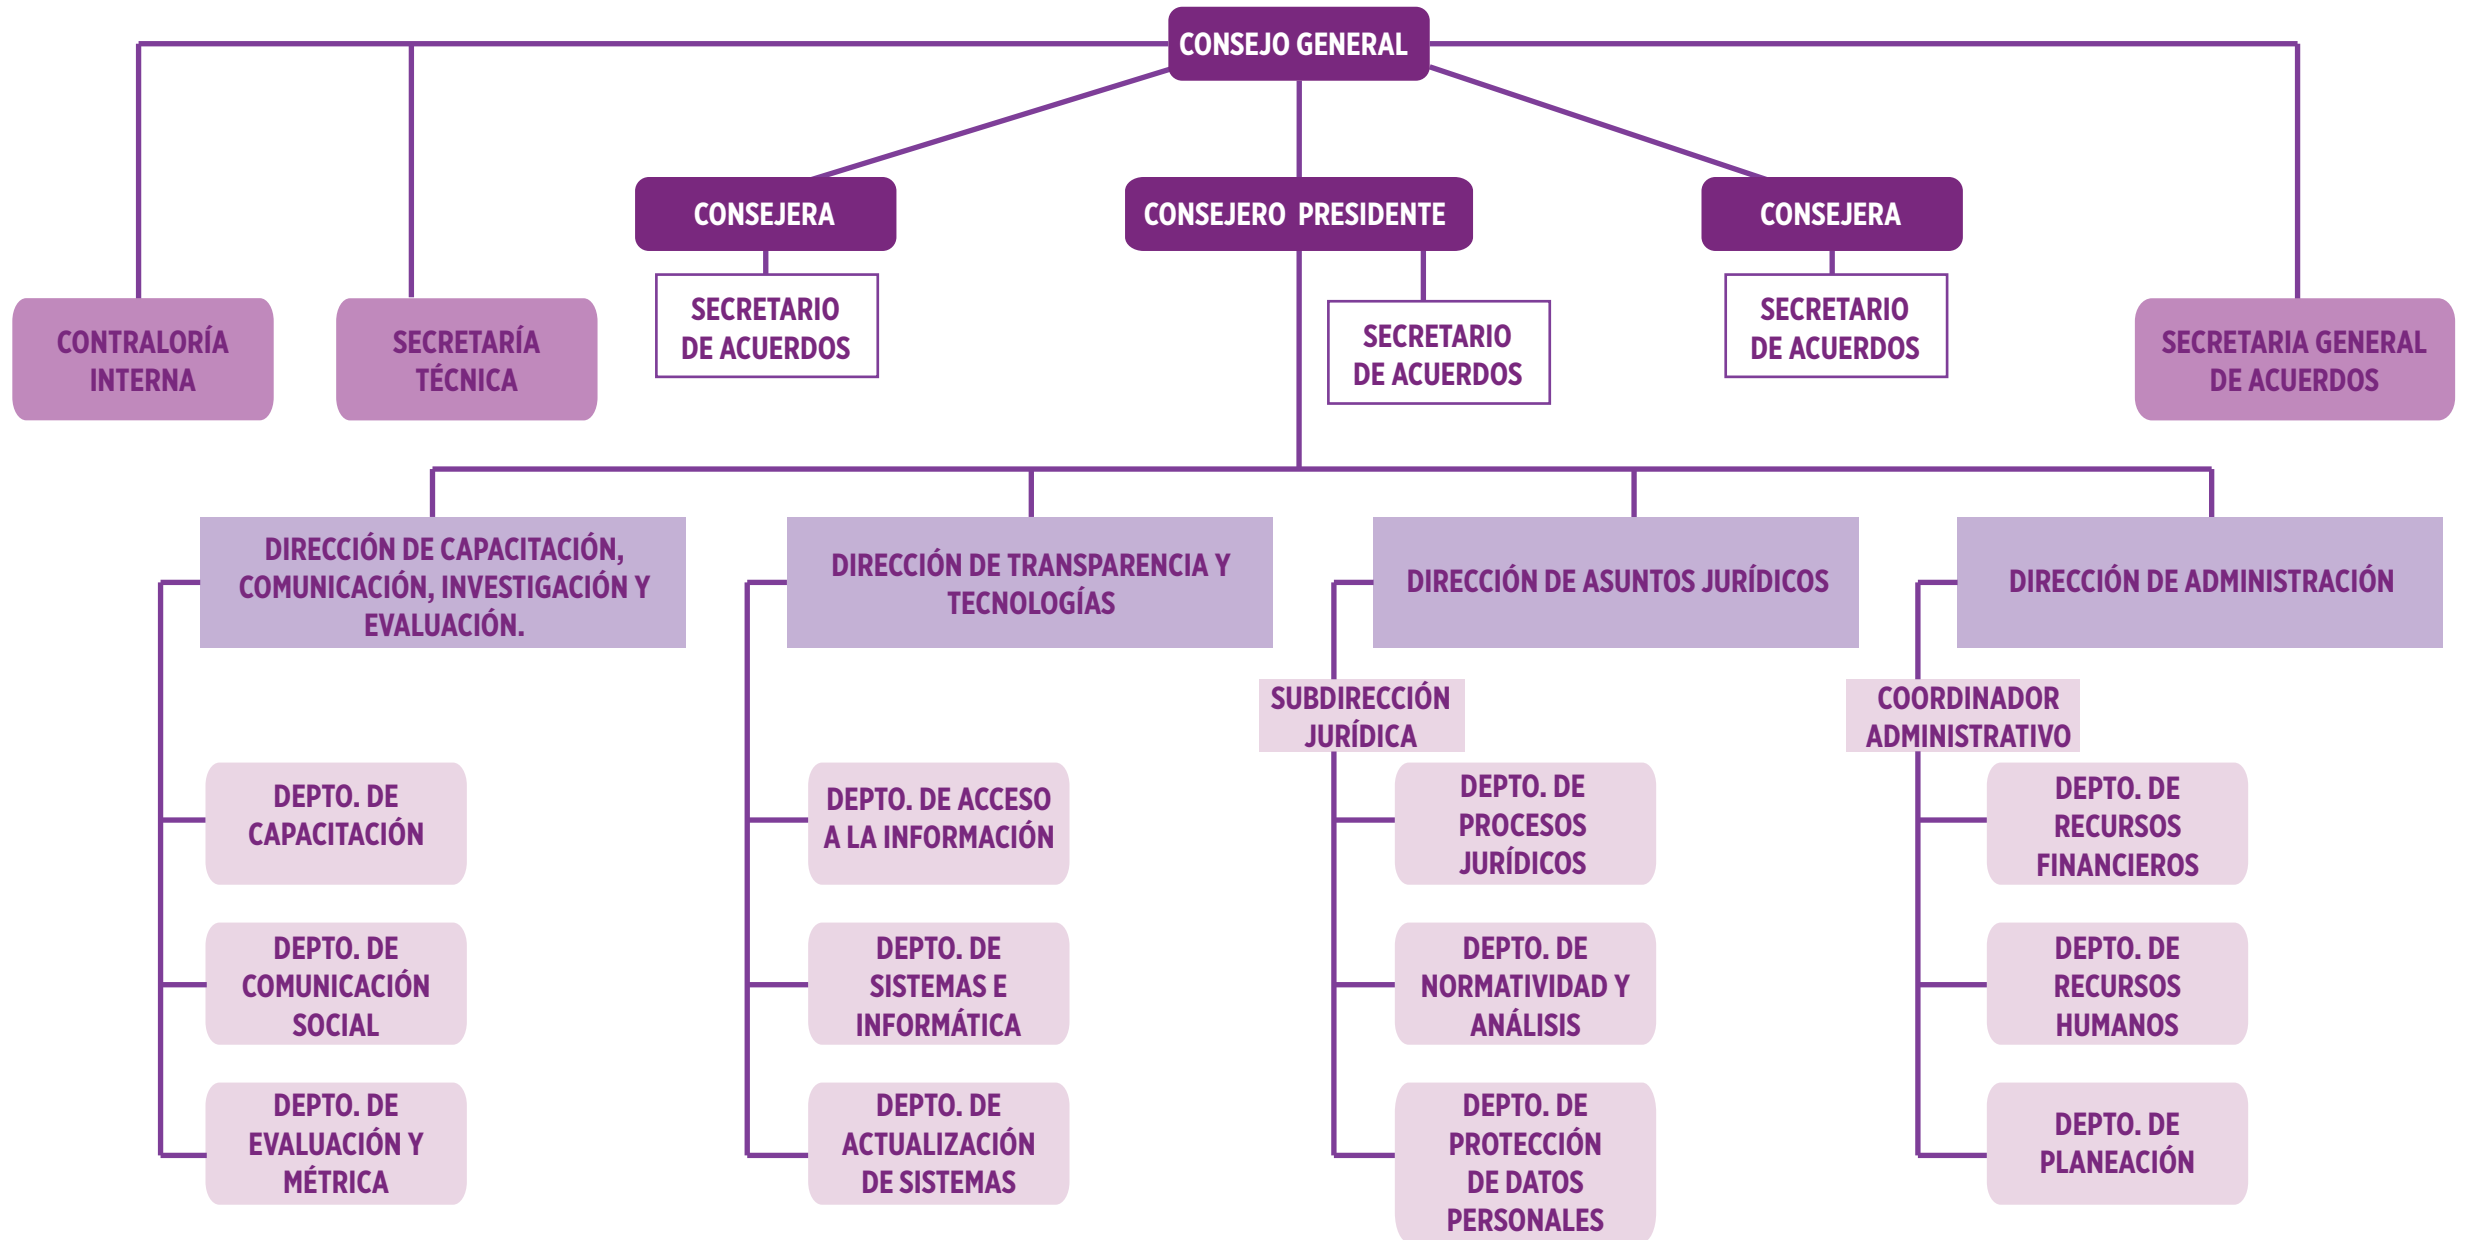 CONSEJO GENERAL
CONSEJERA
CONSEJERO PRESIDENTE
CONSEJERA
SECRETARIO
DE ACUERDOS
SECRETARIO
DE ACUERDOS
SECRETARIO
DE ACUERDOS
CONTRALORÍA
INTERNA
SECRETARÍA
TÉCNICA
SECRETARIA GENERAL
DE ACUERDOS
DIRECCIÓN DE CAPACITACIÓN,
COMUNICACIÓN, INVESTIGACIÓN Y
EVALUACIÓN.
DIRECCIÓN DE TRANSPARENCIA Y
TECNOLOGÍAS
DIRECCIÓN DE ASUNTOS JURÍDICOS
DIRECCIÓN DE ADMINISTRACIÓN
SUBDIRECCIÓN
JURÍDICA
COORDINADOR
ADMINISTRATIVO
DEPTO. DE
CAPACITACIÓN
DEPTO. DE ACCESO
A LA INFORMACIÓN
DEPTO. DE
PROCESOS
JURÍDICOS
DEPTO. DE
RECURSOS
FINANCIEROS
DEPTO. DE
COMUNICACIÓN
SOCIAL
DEPTO. DE
SISTEMAS E
INFORMÁTICA
DEPTO. DE
NORMATIVIDAD Y
ANÁLISIS
DEPTO. DE
RECURSOS
HUMANOS
DEPTO. DE
EVALUACIÓN Y
MÉTRICA
DEPTO. DE
ACTUALIZACIÓN
DE SISTEMAS
DEPTO. DE
PROTECCIÓN
DE DATOS
PERSONALES
DEPTO. DE
PLANEACIÓN